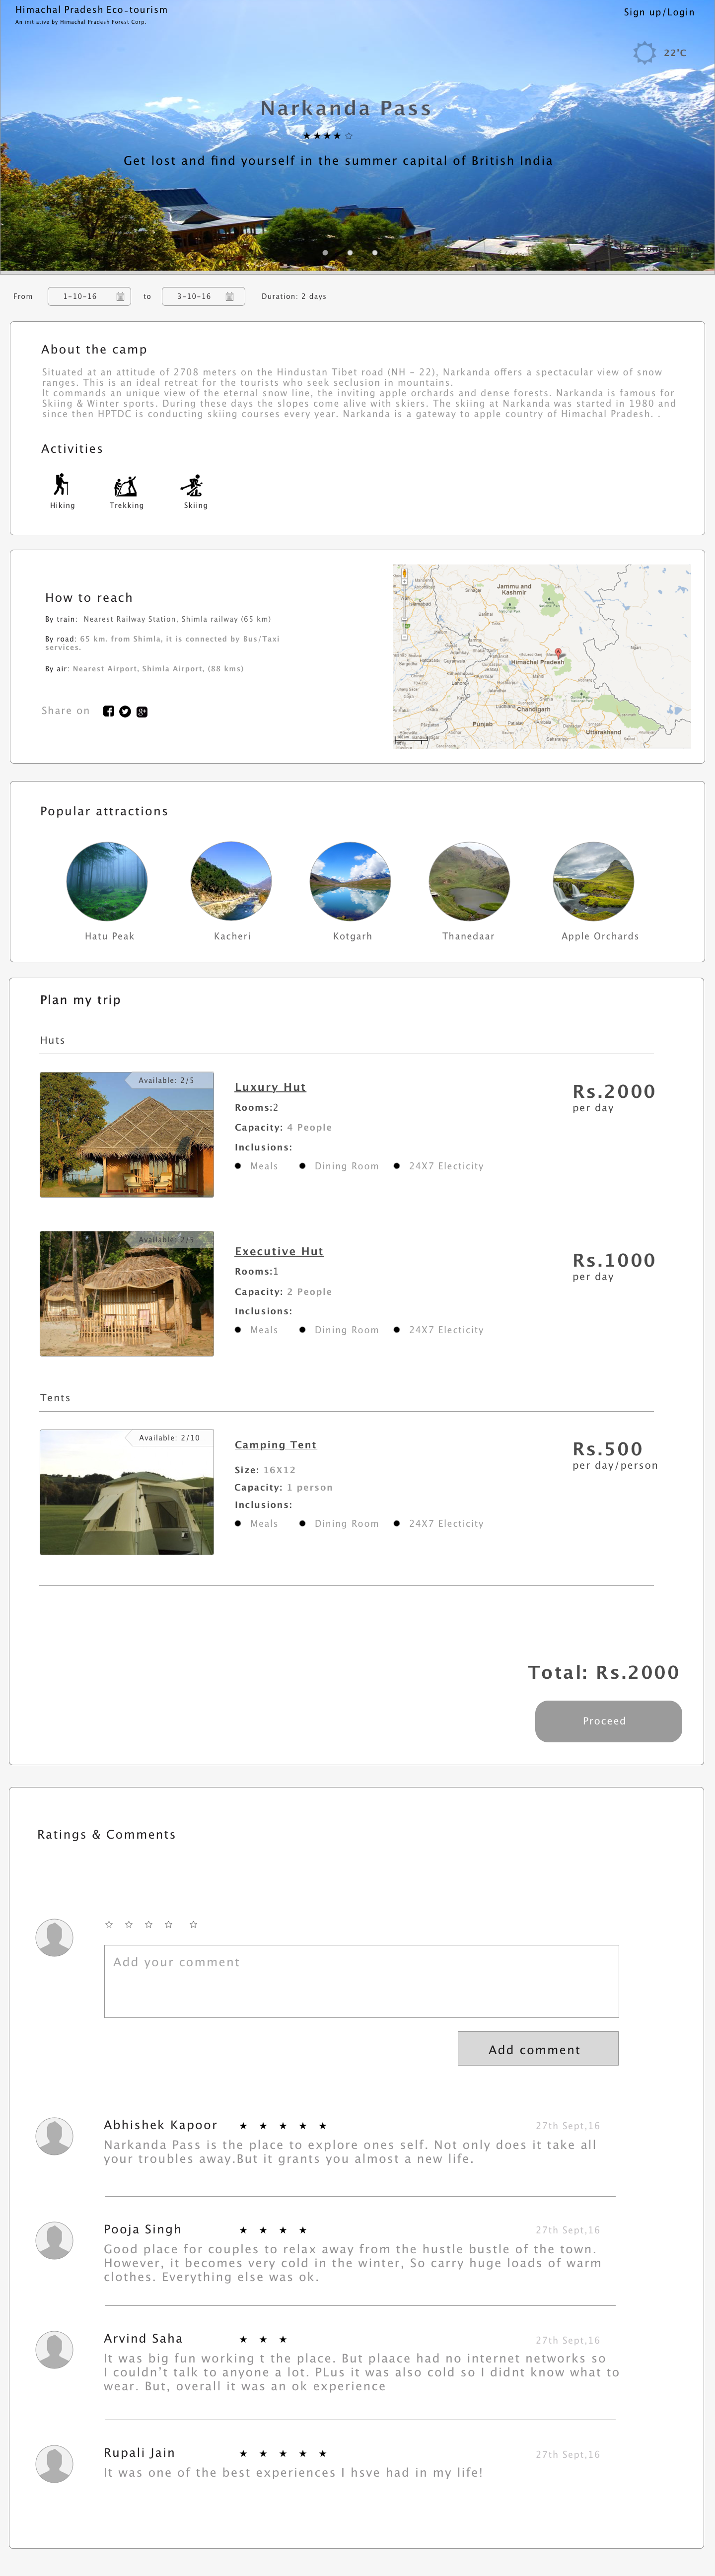 Himachal Pradesh Eco-tourism
Sign up/Login
An initiative by Himachal Pradesh Forest Corp.
22°C
Narkanda Pass
Get lost and find yourself in the summer capital of British India
From 1-10-16 to 3-10-16 Duration: 2 days
About the camp
Situated at an attitude of 2708 meters on the Hindustan Tibet road (NH - 22), Narkanda offers a spectacular view of snow
ranges. This is an ideal retreat for the tourists who seek seclusion in mountains.
It commands an unique view of the eternal snow line, the inviting apple orchards and dense forests. Narkanda is famous for
Skiing & Winter sports. During these days the slopes come alive with skiers. The skiing at Narkanda was started in 1980 and
since then HPTDC is conducting skiing courses every year. Narkanda is a gateway to apple country of Himachal Pradesh. .
Activities
Hiking Trekking Skiing
How to reach
By train: Nearest Railway Station, Shimla railway (65 km)
By road: 65 km. from Shimla, it is connected by Bus/Taxi
services.
By air: Nearest Airport, Shimla Airport, (88 kms)
Share on
Jammu and
Kashmir
Himachal Pradesh
Ludhiana
Chandigarh
Punjab
Uttarakhand
Popular attractions
Hatu Peak Kacheri Kotgarh Thanedaar Apple Orchards
Plan my trip
Huts
Available: 2/5
Luxury Hut
Rs.2000
Rooms:2
per day
Capacity: 4 People
Inclusions:
Meals Dining Room 24X7 Electicity
Available: 2/5
Executive Hut
Rs.1000
Rooms:1
per day
Capacity: 2 People
Inclusions:
Meals Dining Room 24X7 Electicity
Tents
Available: 2/10
Camping Tent
Rs.500
per day/person
Size: 16X12
Capacity: 1 person
Inclusions:
Meals Dining Room 24X7 Electicity
Total: Rs.2000
Proceed
Ratings & Comments
Add your comment
Add comment
Abhishek Kapoor 27th Sept,16
Narkanda Pass is the place to explore ones self. Not only does it take all
your troubles away.But it grants you almost a new life.
Pooja Singh 27th Sept,16
Good place for couples to relax away from the hustle bustle of the town.
However, it becomes very cold in the winter, So carry huge loads of warm
clothes. Everything else was ok.
Arvind Saha 27th Sept,16
It was big fun working t the place. But plaace had no internet networks so
I couldn't talk to anyone a lot. PLus it was also cold so I didnt know what to
wear. But, overall it was an ok experience
Rupali Jain 27th Sept,16
It was one of the best experiences I hsve had in my life!